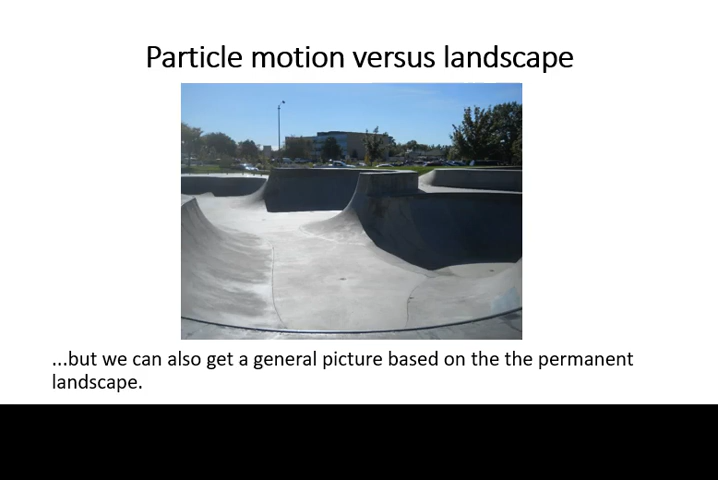 Particle motion versus landscape
...but we can also get a general picture based on the the permanent
landscape.